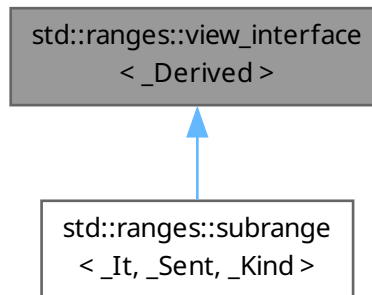 std::ranges::view_interface
< _Derived >
std::ranges::subrange
< _It, _Sent, _Kind >